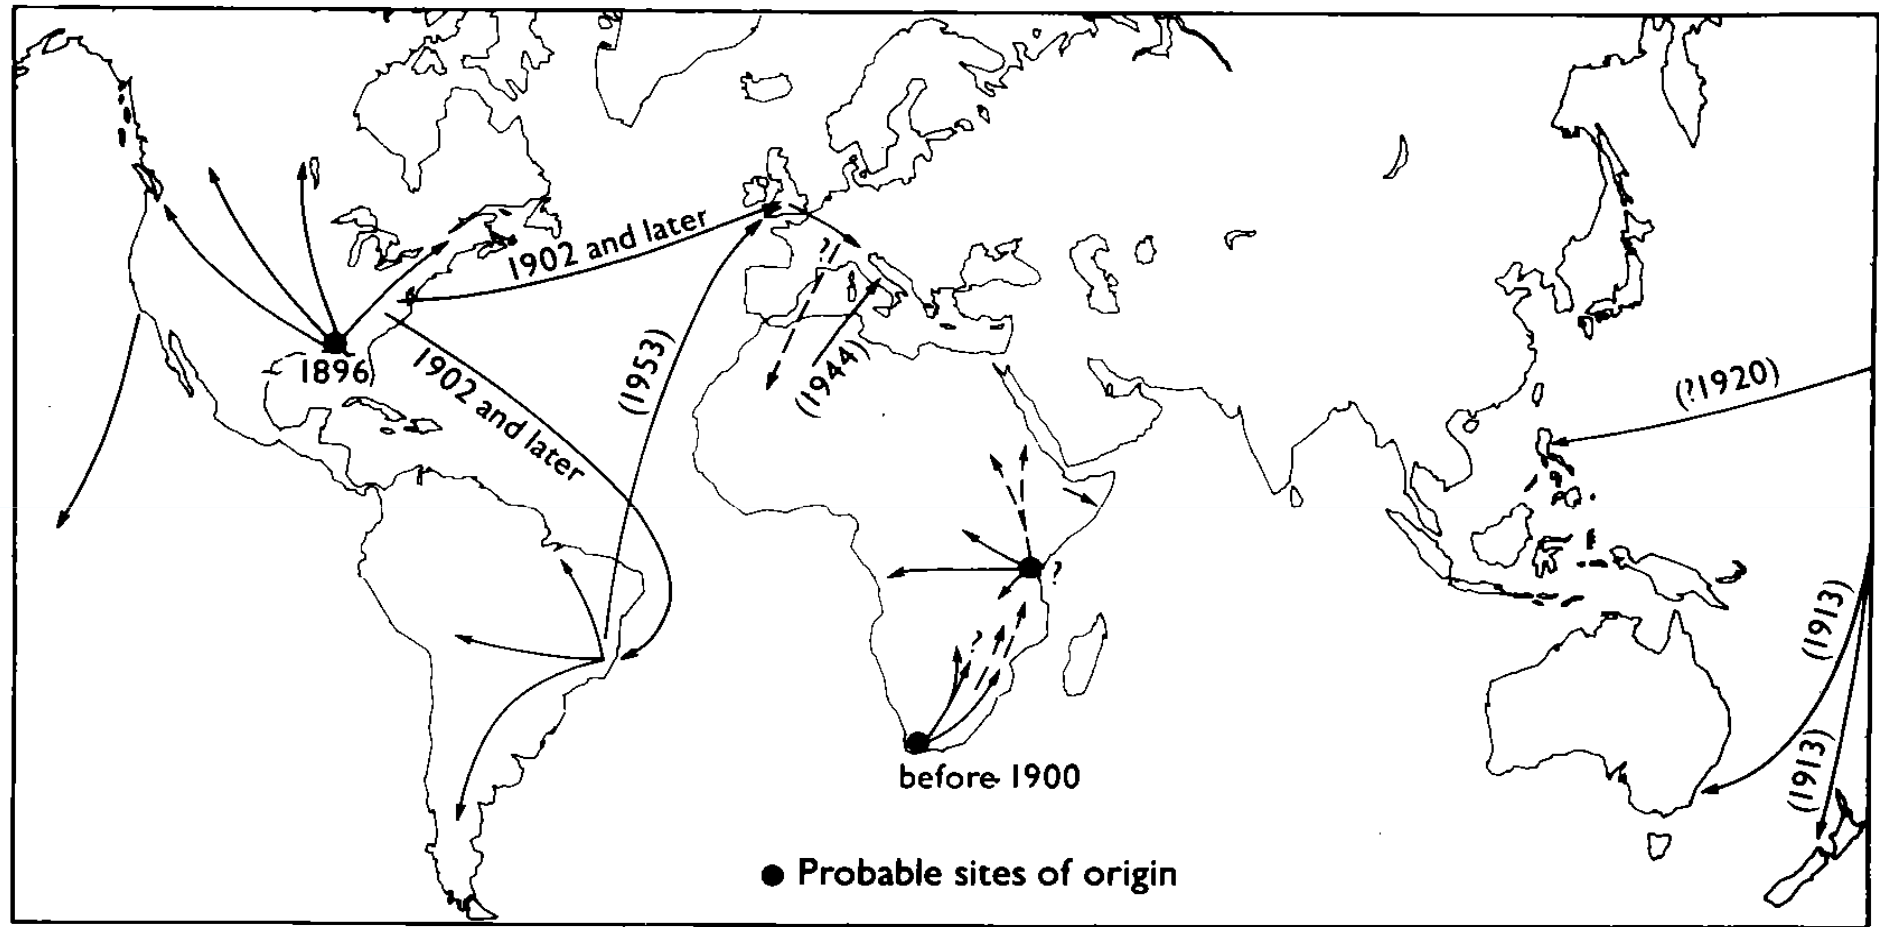 1902 and later
?!
1896
1902 and later
(1953)
(1944)
(?1920)
?
?
(1913)
(1913)
before 1900
Probable sites of origin